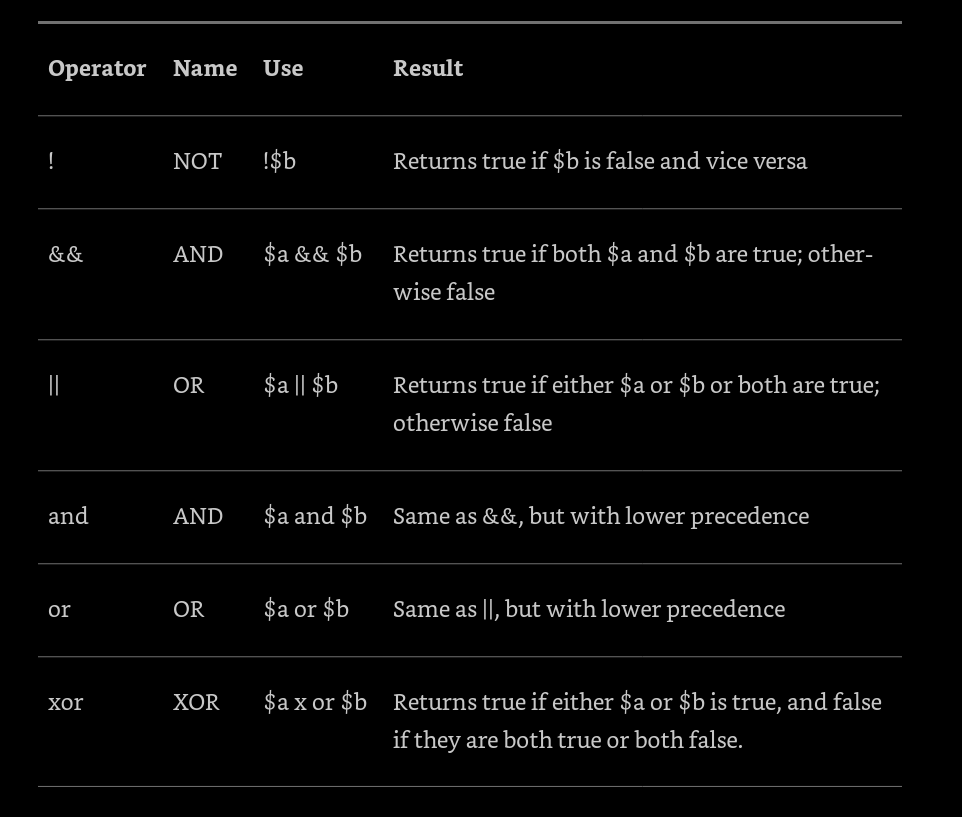 Operator Name Use Result
! NOT !$b Returns true if $b is false and vice versa
&& AND $a && $b Returns true if both $a and $b are true; other-
wise false
|| OR $a || $b Returns true if either $a or $b or both are true;
otherwise false
and AND $a and $b Same as &&, but with lower precedence
or OR $a or $b Same as ||, but with lower precedence
xor XOR $a x or $b Returns true if either $a or $b is true, and false
if they are both true or both false.